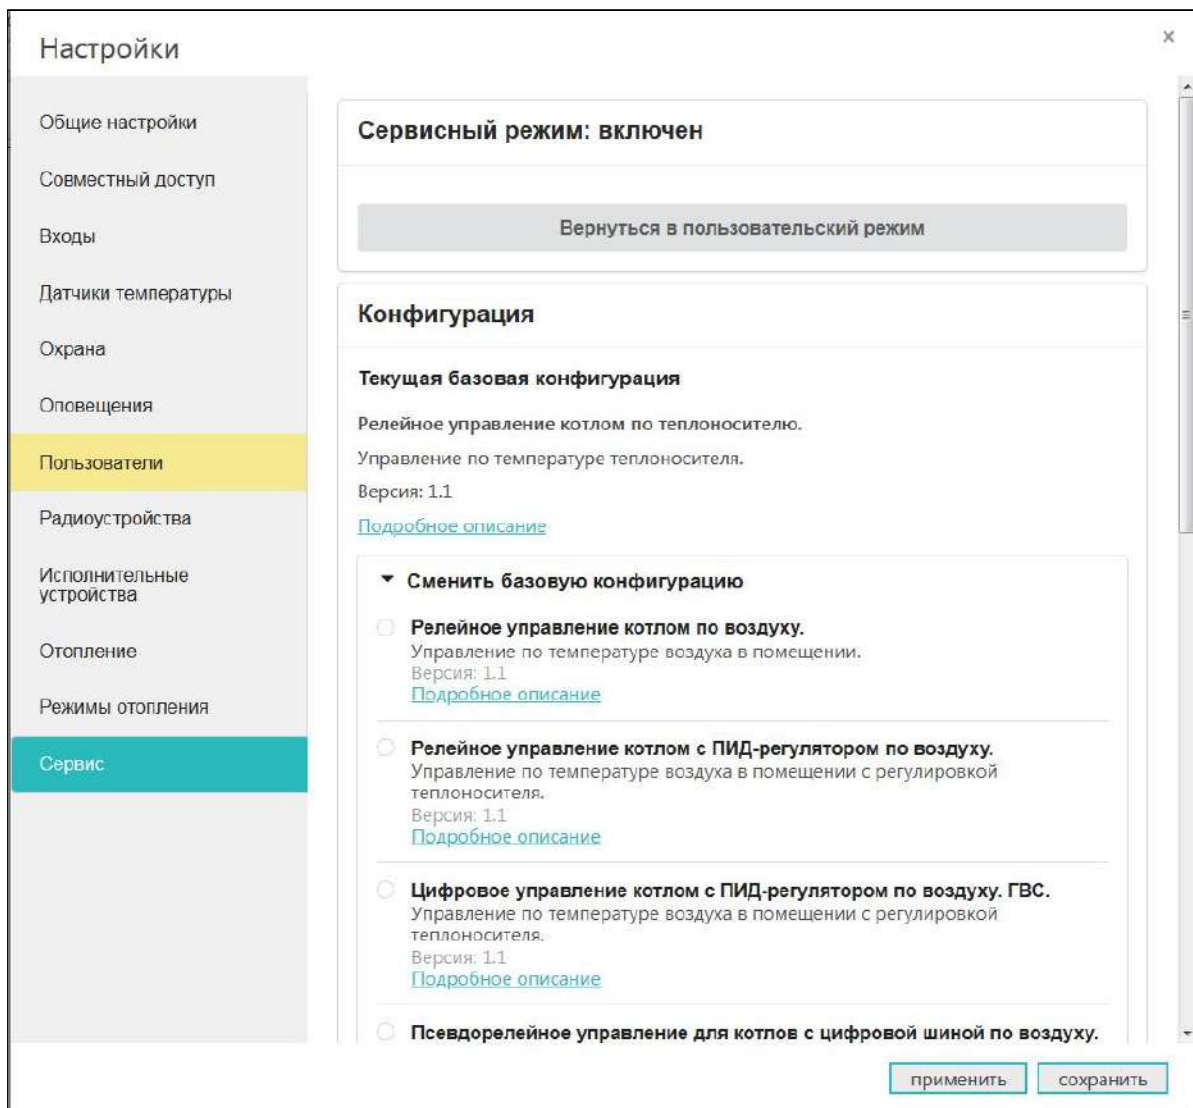 Настройки
×
Общие настройки
Совместный доступ
Входы
Датчики температуры
Охрана
Оповещения
Пользователи
Радиоустройства
Исполнительные
устройства
Отопление
Режимы отопления
Сервис
Сервисный режим: включен
Вернуться в пользовательский режим
Конфигурация
Текущая базовая конфигурация
Релейное управление котлом по теплоносителю.
Управление по температуре теплоносителя.
Версия: 1.1
Подробное описание
Сменить базовую конфигурацию
Релейное управление котлом по воздуху.
Управление по температуре воздуха в помещении.
Версия: 1.1
Подробное описание
Релейное управление котлом с ПИД-регулятором по воздуху.
Управление по температуре воздуха в помещении с регулировкой
теплоносителя.
Версия: 1.1
Подробное описание
Цифровое управление котлом с ПИД-регулятором по воздуху. ГВС.
Управление по температуре воздуха в помещении с регулировкой
теплоносителя.
Версия: 1.1
Подробное описание
Псевдорелейное управление для котлов с цифровой шиной по воздуху.
применить
сохранить